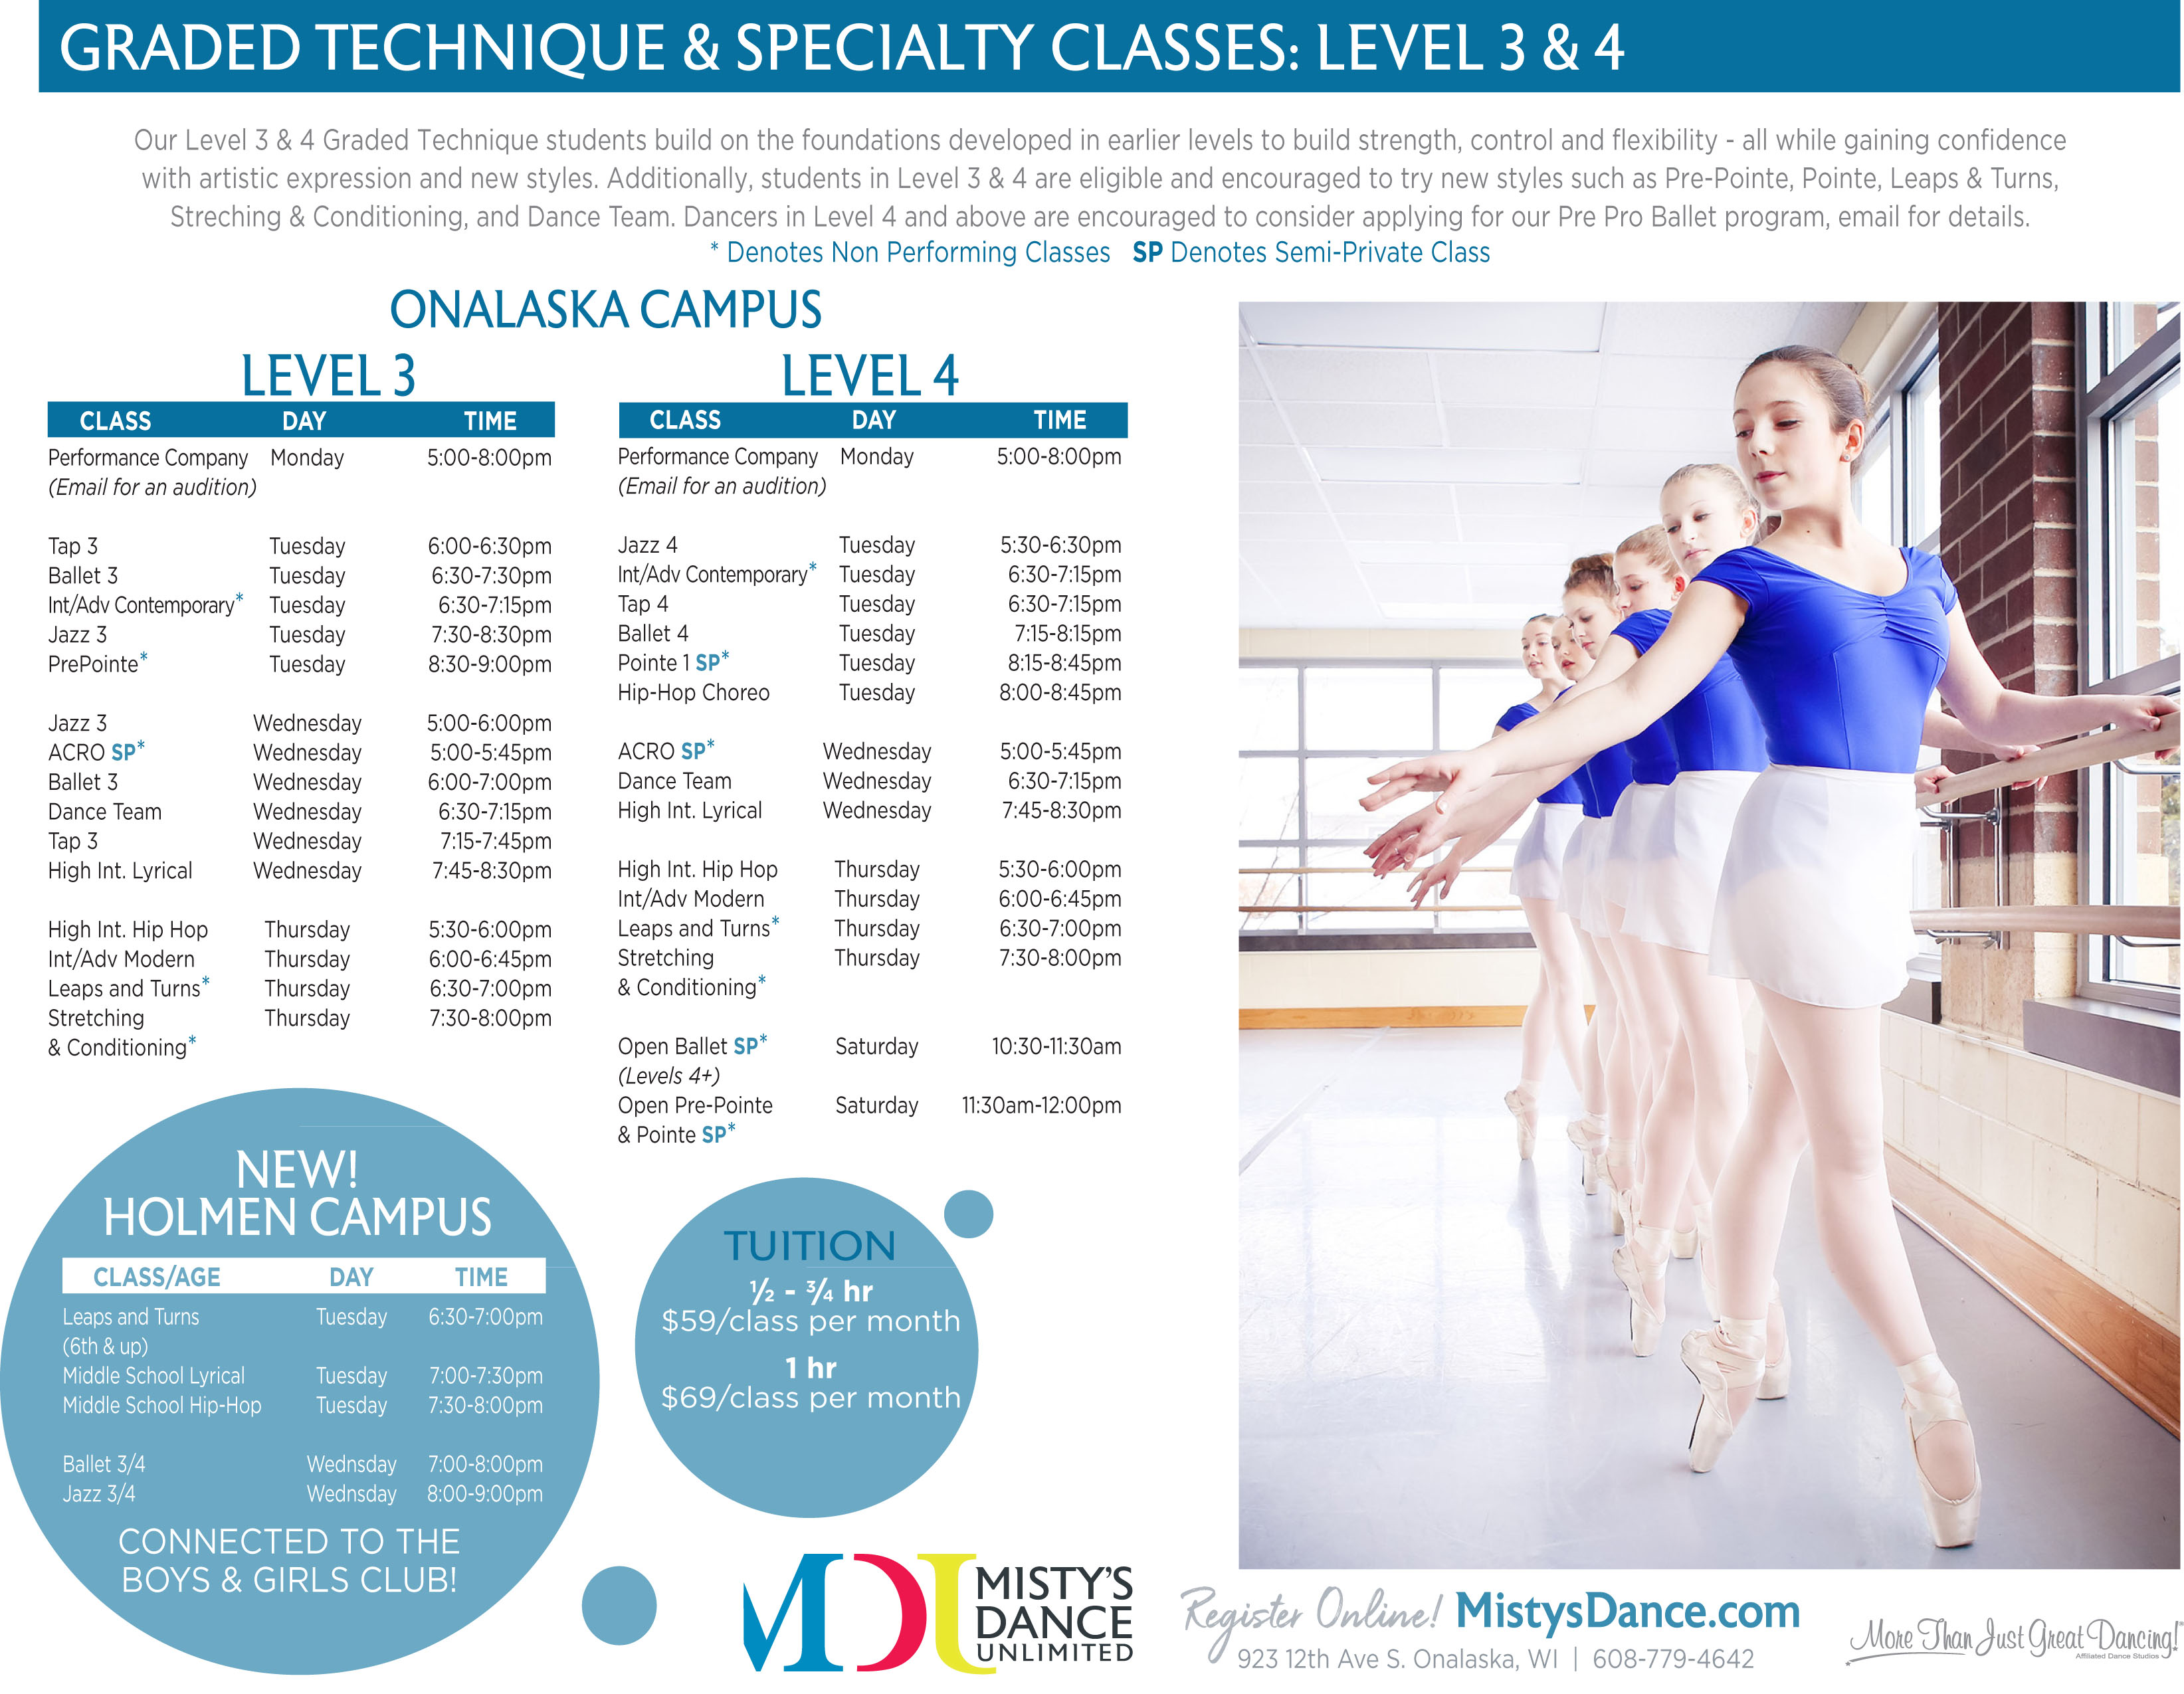 GRADED TECHNIQUE & SPECIALTY CLASSES: LEVEL 3 & 4
Our Level 3 & 4 Graded Technique students build on the foundations developed in earlier levels to build strength, control and flexibility - all while gaining confidence
with artistic expression and new styles. Additionally, students in Level 3 & 4 are eligible and encouraged to try new styles such as Pre-Pointe, Pointe, Leaps & Turns,
Streching & Conditioning, and Dance Team. Dancers in Level 4 and above are encouraged to consider applying for our Pre Pro Ballet program, email for details.
* Denotes Non Performing Classes SP Denotes Semi-Private Class
ONALASKA CAMPUS
LEVEL 3
CLASS DAY TIME
Performance Company Monday 5:00-8:00pm
(Email for an audition)
Tap 3 Tuesday 6:00-6:30pm
Ballet 3 Tuesday 6:30-7:30pm
Int/Adv Contemporary* Tuesday 6:30-7:15pm
Jazz 3 Tuesday 7:30-8:30pm
PrePointe* Tuesday 8:30-9:00pm
Jazz 3 Wednesday 5:00-6:00pm
ACRO SP* Wednesday 5:00-5:45pm
Ballet 3 Wednesday 6:00-7:00pm
Dance Team Wednesday 6:30-7:15pm
Tap 3 Wednesday 7:15-7:45pm
High Int. Lyrical Wednesday 7:45-8:30pm
High Int. Hip Hop Thursday 5:30-6:00pm
Int/Adv Modern Thursday 6:00-6:45pm
Leaps and Turns* Thursday 6:30-7:00pm
Stretching Thursday 7:30-8:00pm
& Conditioning*
LEVEL 4
CLASS DAY TIME
Performance Company Monday 5:00-8:00pm
(Email for an audition)
Jazz 4 Tuesday 5:30-6:30pm
Int/Adv Contemporary* Tuesday 6:30-7:15pm
Tap 4 Tuesday 6:30-7:15pm
Ballet 4 Tuesday 7:15-8:15pm
Pointe 1 SP* Tuesday 8:15-8:45pm
Hip-Hop Choreo Tuesday 8:00-8:45pm
ACRO SP* Wednesday 5:00-5:45pm
Dance Team Wednesday 6:30-7:15pm
High Int. Lyrical Wednesday 7:45-8:30pm
High Int. Hip Hop Thursday 5:30-6:00pm
Int/Adv Modern Thursday 6:00-6:45pm
Leaps and Turns* Thursday 6:30-7:00pm
Stretching Thursday 7:30-8:00pm
& Conditioning*
Open Ballet SP* Saturday 10:30-11:30am
(Levels 4+)
Open Pre-Pointe Saturday 11:30am-12:00pm
& Pointe SP*
NEW!
HOLMEN CAMPUS
CLASS/AGE DAY TIME
Leaps and Turns Tuesday 6:30-7:00pm
(6th & up)
Middle School Lyrical Tuesday 7:00-7:30pm
Middle School Hip-Hop Tuesday 7:30-8:00pm
Ballet 3/4 Wednsday 7:00-8:00pm
Jazz 3/4 Wednsday 8:00-9:00pm
CONNECTED TO THE
BOYS & GIRLS CLUB!
TUITION
½ - ¾ hr
$59/class per month
1 hr
$69/class per month
MDU
MISTY'S
DANCE
UNLIMITED
Register Online! MistysDance.com
923 12th Ave S. Onalaska, WI | 608-779-4642
More Than Just Great Dancing!
Affiliated Dance Studios